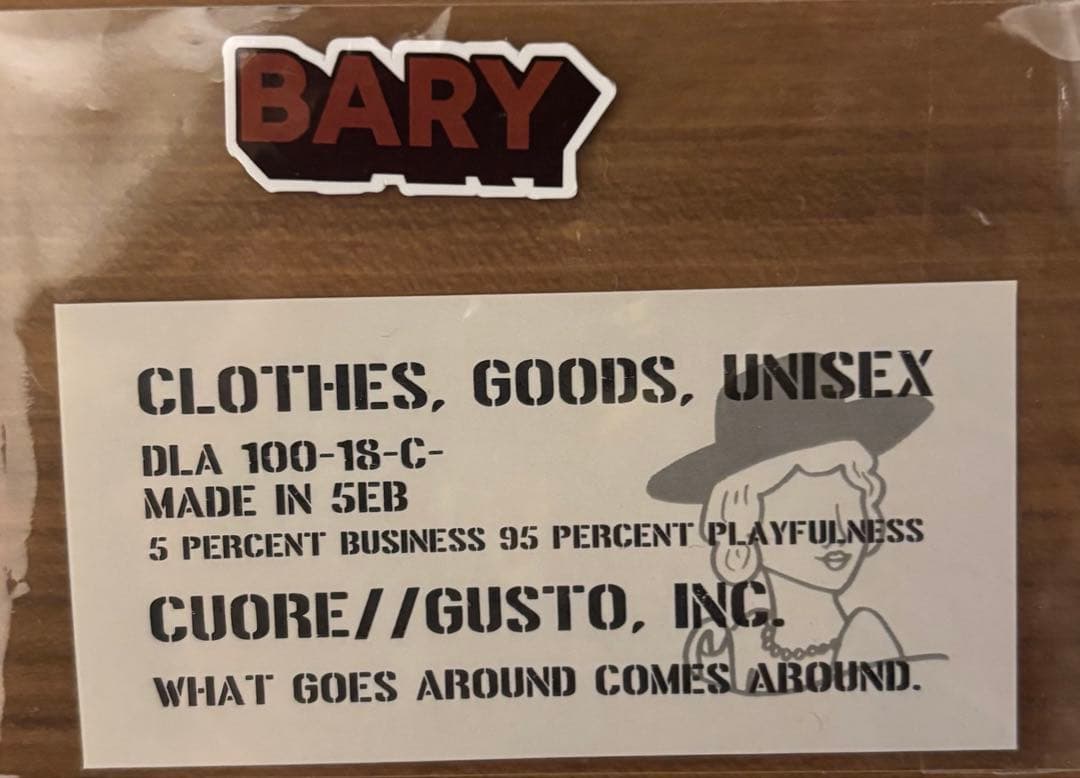 BARY
CLOTHES, GOODS, UNISEX
DLA 100-18-C-
MADE IN 5EB
5 PERCENT BUSINESS 95 PERCENT PLAYFULNESS
CUORE//GUSTO, INC.
WHAT GOES AROUND COMES AROUND.